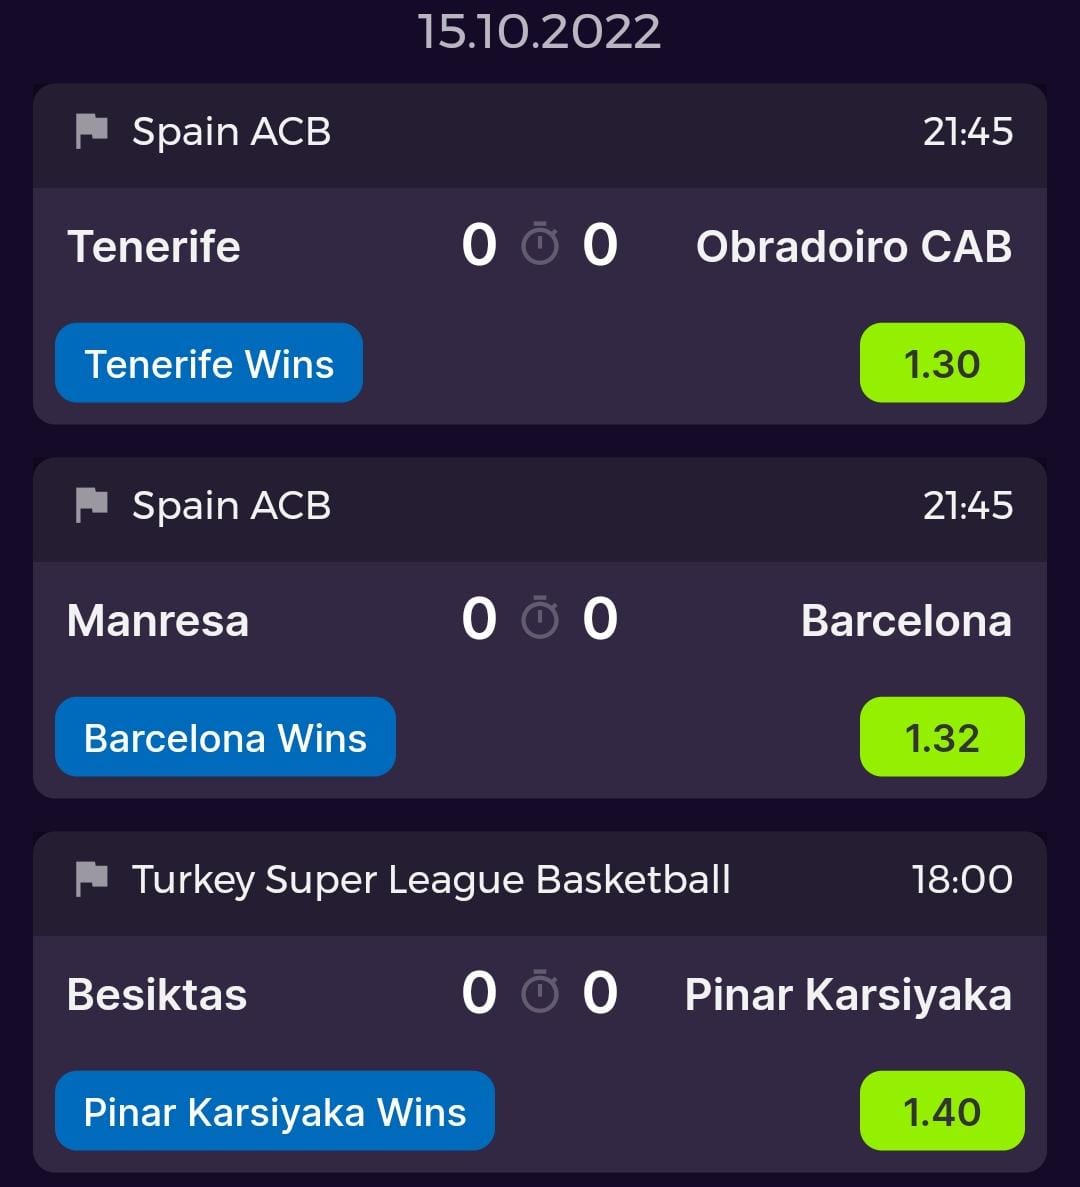 15.10.2022
Spain ACB 21:45
Tenerife 0 0 Obradoiro CAB
Tenerife Wins 1.30
Spain ACB 21:45
Manresa 0 0 Barcelona
Barcelona Wins 1.32
Turkey Super League Basketball 18:00
Besiktas 0 0 Pinar Karsiyaka
Pinar Karsiyaka Wins 1.40